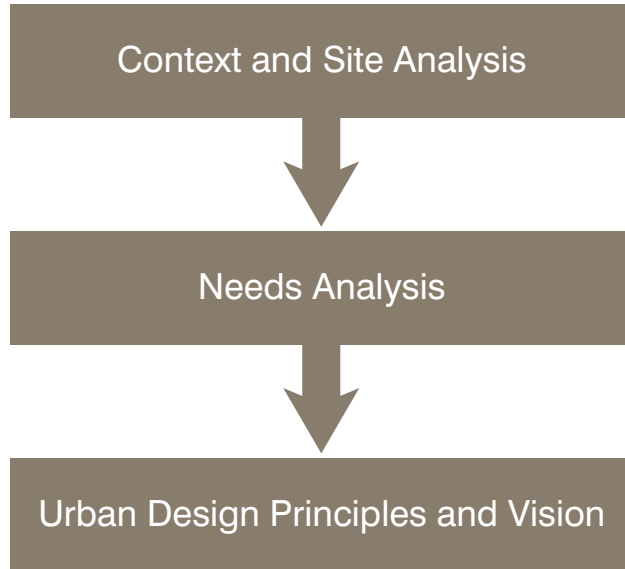 Context and Site Analysis
Needs Analysis
Urban Design Principles and Vision